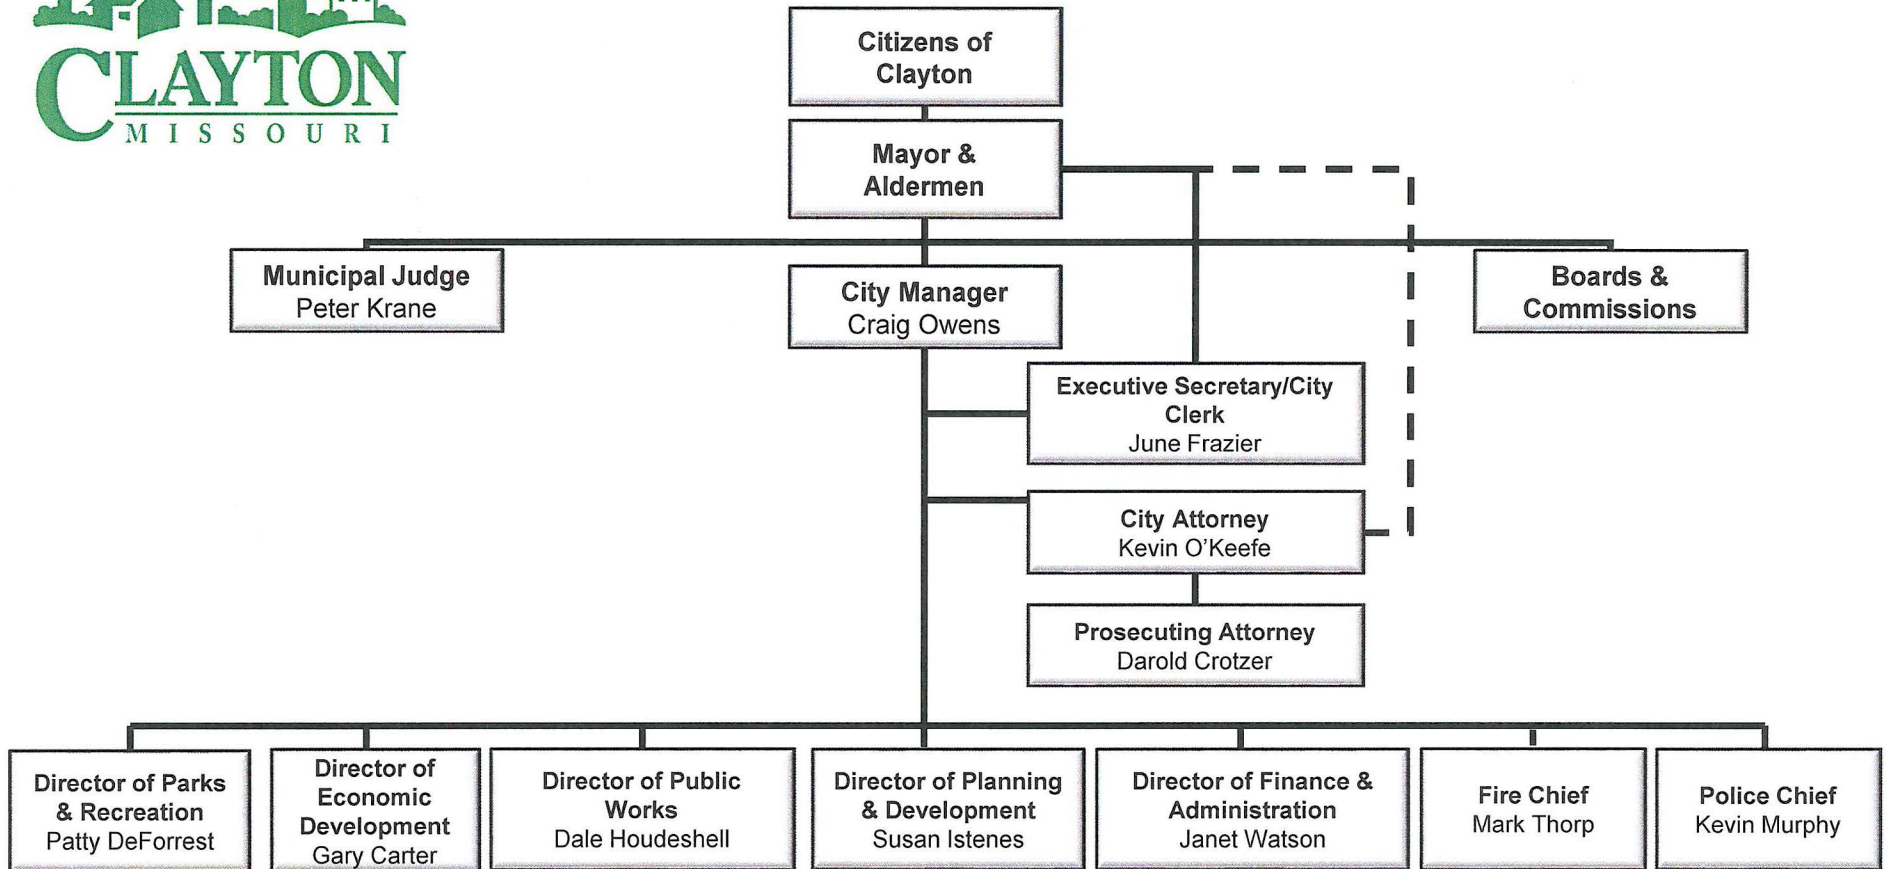 CLAYTON
MISSOURI
Citizens of
Clayton
Mayor &
Aldermen
Municipal Judge
Peter Krane
City Manager
Craig Owens
Boards &
Commissions
Executive Secretary/City
Clerk
June Frazier
City Attorney
Kevin O'Keefe
Prosecuting Attorney
Darold Crotzer
Director of Parks
& Recreation
Patty DeForrest
Director of
Economic
Development
Gary Carter
Director of Public
Works
Dale Houdeshell
Director of Planning
& Development
Susan Istenes
Director of Finance &
Administration
Janet Watson
Fire Chief
Mark Thorp
Police Chief
Kevin Murphy